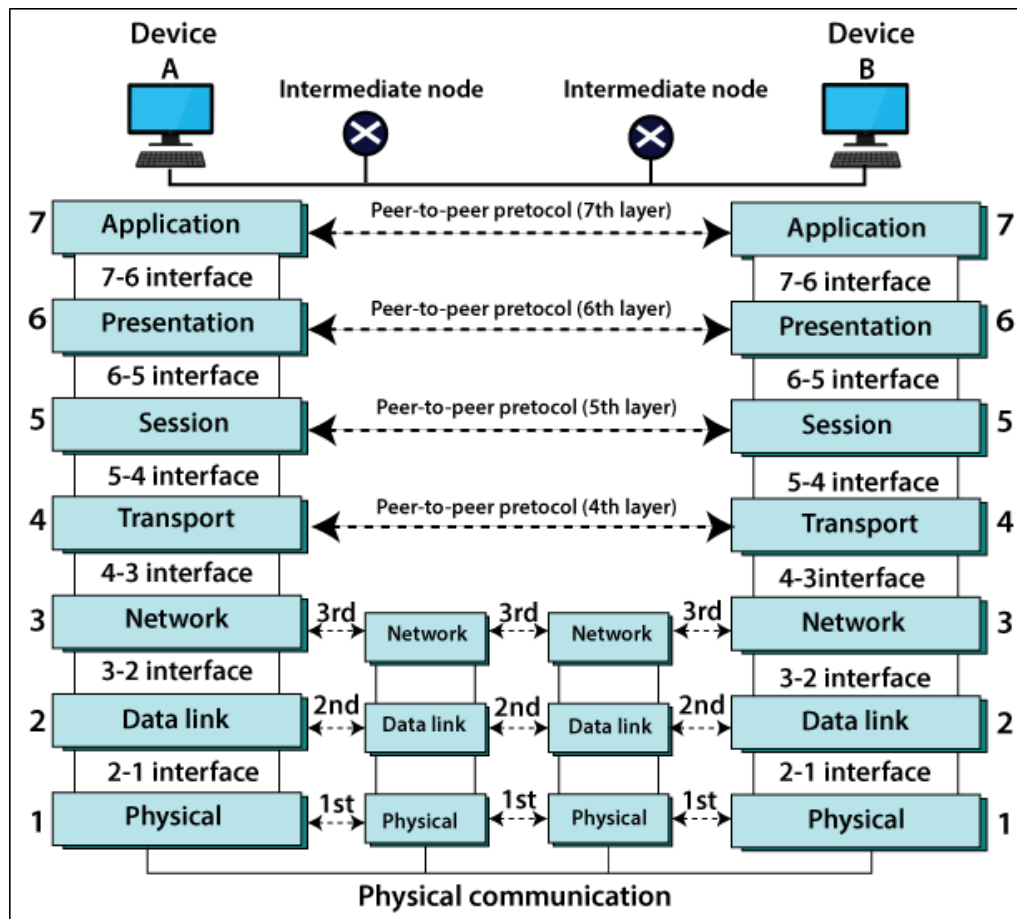 Device
A
Device
B
Intermediate node
Intermediate node
7
Application
Peer-to-peer pretocol (7th layer)
Application
7
7-6 interface
7-6 interface
6
Presentation
Peer-to-peer pretocol (6th layer)
Presentation
6
6-5 interface
6-5 interface
5
Session
Peer-to-peer pretocol (5th layer)
Session
5
5-4 interface
5-4 interface
4
Transport
Peer-to-peer pretocol (4th layer)
Transport
4
4-3 interface
4-3interface
3
Network
3rd
Network
3rd
Network
3rd
Network
3
3-2 interface
3-2 interface
2
Data link
2nd
Data link
2nd
Data link
2nd
Data link
2
2-1 interface
2-1 interface
1
Physical
1st
Physical
1st
Physical
1st
Physical
1
Physical communication